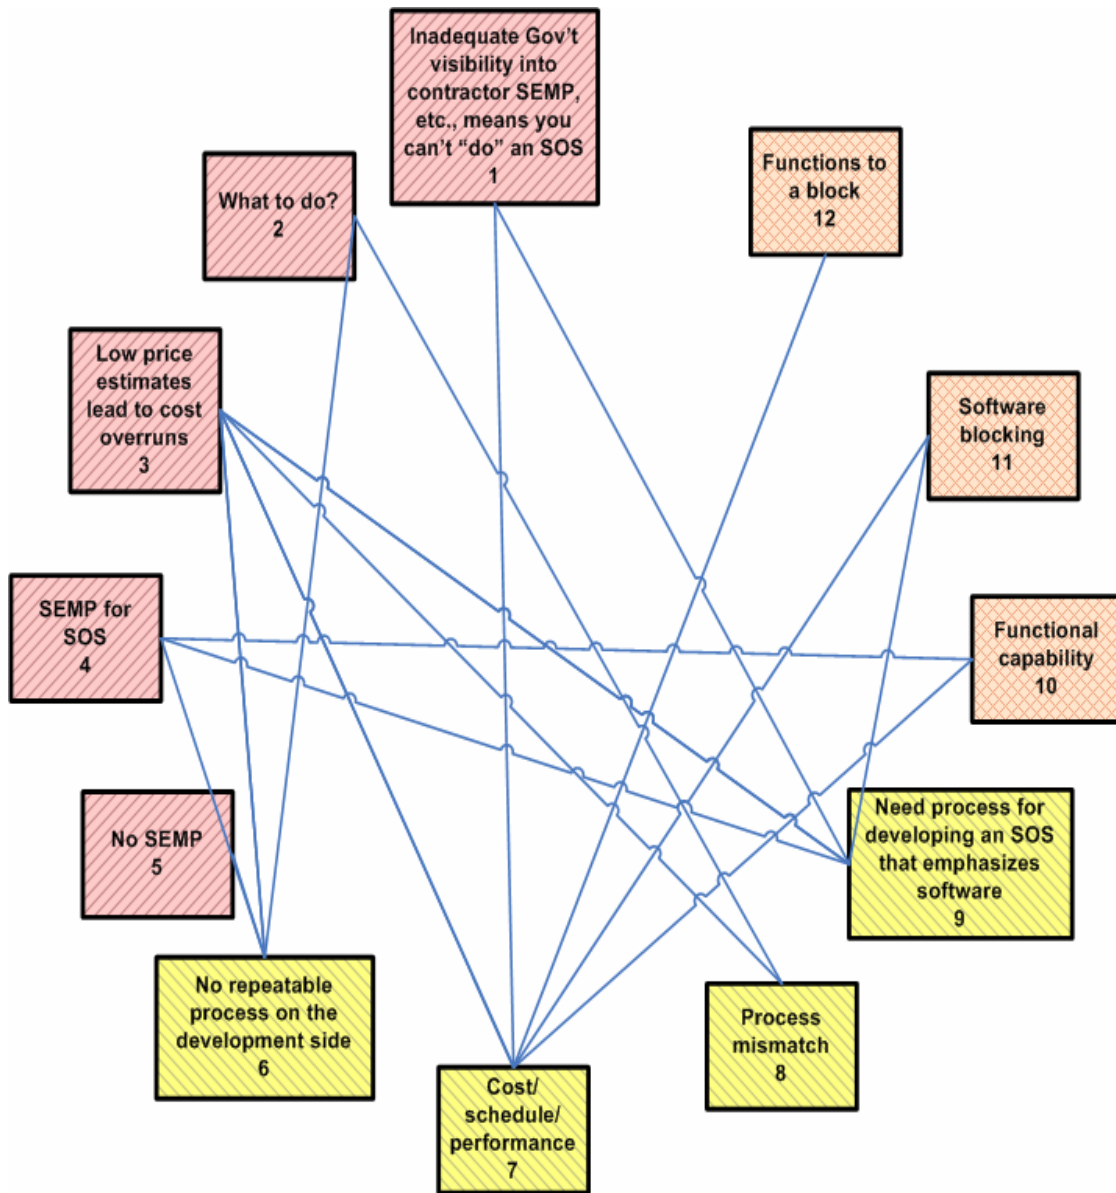 Inadequate Gov't
visibility into
contractor SEMP,
etc., means you
can't “do” an SOS
1
What to do?
2
Functions to
a block
12
Low price
estimates
lead to cost
overruns
3
Software
blocking
11
SEMP for
SOS
4
Functional
capability
10
No SEMP
5
Need process for
developing an SOS
that emphasizes
software
9
No repeatable
process on the
development side
6
Process
mismatch
8
Cost/
schedule/
performance
7